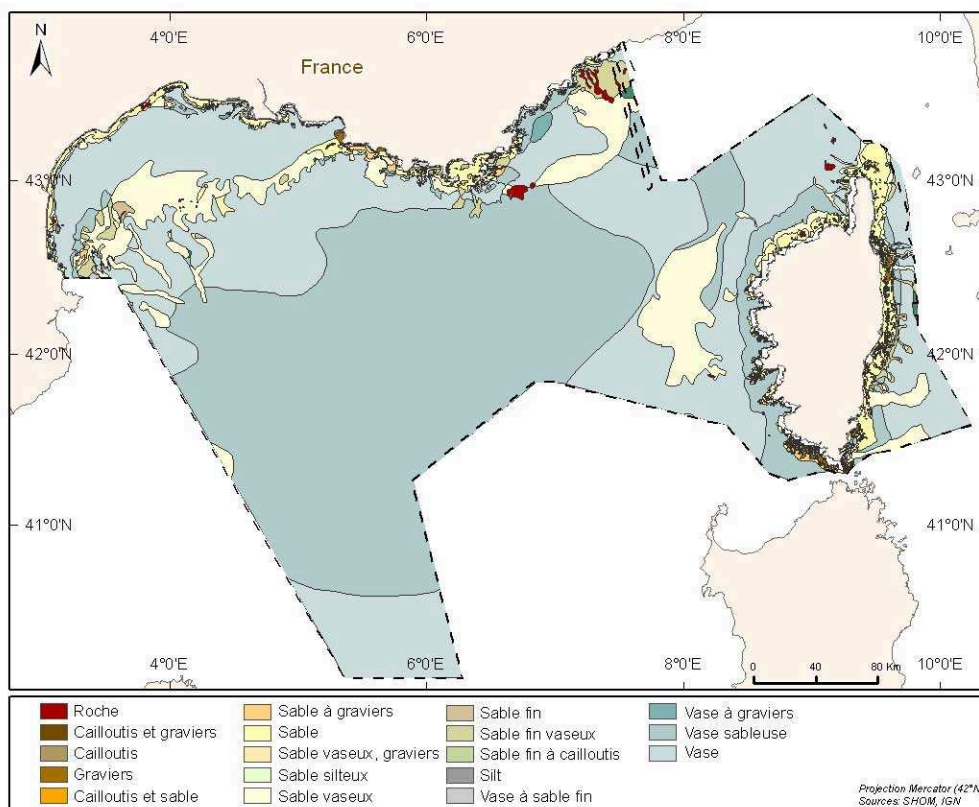 4°0'E 6°0'E 8°0'E 10°0'E
N
France
43°0'N 43°0'N
42°0'N 42°0'N
41°0'N 41°0'N
4°0'E 6°0'E 8°0'E 10°0'E
0 40 80 Km
Roche
Cailloutis et graviers
Cailloutis
Graviers
Cailloutis et sable
Sable à graviers
Sable
Sable vaseux, graviers
Sable silteux
Sable vaseux
Sable fin
Sable fin vaseux
Sable fin à cailloutis
Silt
Vase à sable fin
Vase à graviers
Vase sableuse
Vase
Projection Mercator (42°
Sources: SHOM, IGN